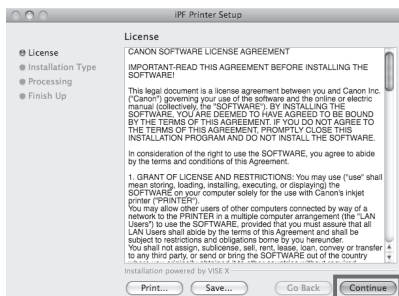 iPF Printer Setup
License
License
Installation Type
Processing
Finish Up
CANON SOFTWARE LICENSE AGREEMENT
IMPORTANT-READ THIS AGREEMENT BEFORE INSTALLING THE
SOFTWARE!
This legal document is a license agreement between you and Canon Inc.
("Canon") governing your use of the software and the online or electric
manual (collectively, the "SOFTWARE"). BY INSTALLING THE
SOFTWARE, YOU ARE DEEMED TO HAVE AGREED TO BE BOUND
BY THE TERMS OF THIS AGREEMENT. IF YOU DO NOT AGREE TO
THE TERMS OF THIS AGREEMENT, PROMPTLY CLOSE THIS
INSTALLATION PROGRAM AND DO NOT INSTALL THE SOFTWARE.
In consideration of the right to use the SOFTWARE, you agree to abide
by the terms and conditions of this Agreement.
1. GRANT OF LICENSE AND RESTRICTIONS: You may use ("use" shall
mean storing, loading, installing, executing, or displaying) the
SOFTWARE on your computer solely for the use with Canon's inkjet
printer ("PRINTER").
You may allow other users of other computers connected by way of a
network to the PRINTER in a multiple computer arrangement (the "LAN
Users") to use the SOFTWARE, provided that you must assure that all
LAN Users shall abide by the terms of this Agreement and shall be
subject to restrictions and obligations borne by you hereunder.
You shall not assign, sublicense, sell, rent, lease, loan, convey or transfer
to any third party, or send or bring the SOFTWARE out of the country
Installation powered by VISE X
Print...
Save...
Go Back
Continue